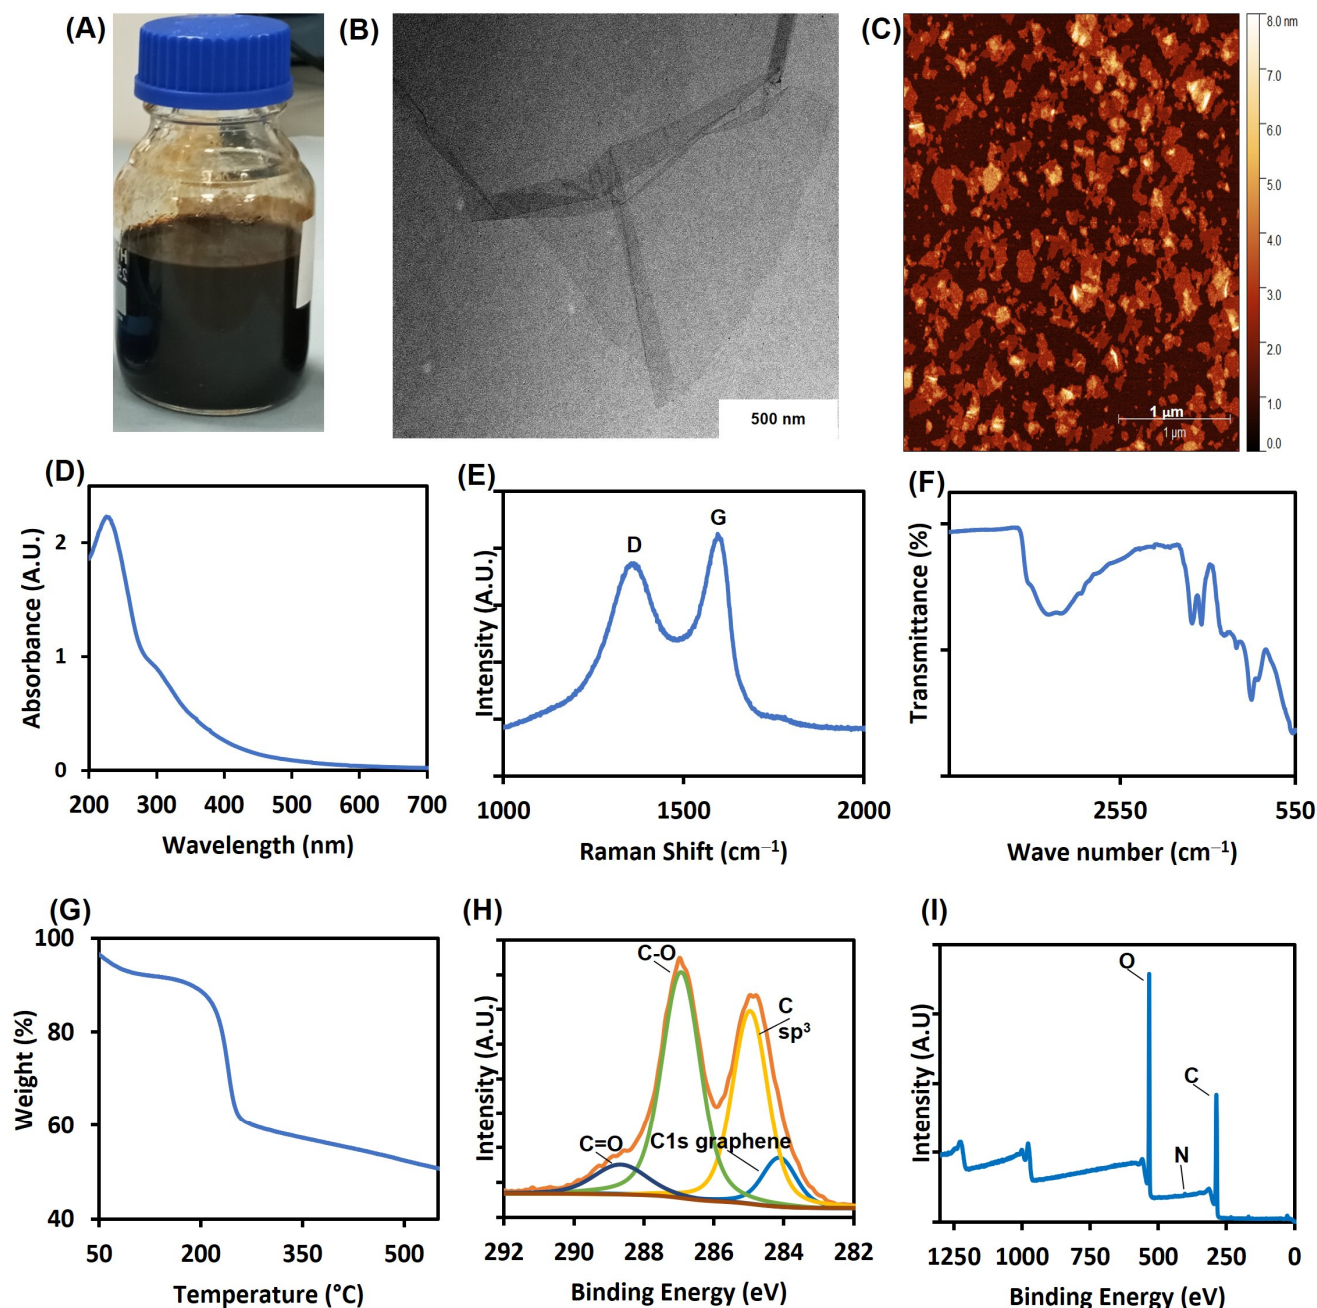 (A)
(B)
500 nm
(C)
1 µm
1 µm
8.0 nm
7.0
6.0
5.0
4.0
3.0
2.0
1.0
0.0
(D)
Absorbance (A.U.)
2
1
0
200 300 400 500 600 700
Wavelength (nm)
(E)
Intensity (A.U.)
D
G
1000 1500 2000
Raman Shift (cm⁻¹)
(F)
Transmittance (%)
2550 550
Wave number (cm⁻¹)
(G)
Weight (%)
100
80
60
40
50 200 350 500
Temperature (°C)
(H)
Intensity (A.U.)
C-O
C
sp³
C1s graphene
C=O
292 290 288 286 284 282
Binding Energy (eV)
(I)
Intensity (A.U)
O
C
N
1250 1000 750 500 250 0
Binding Energy (eV)